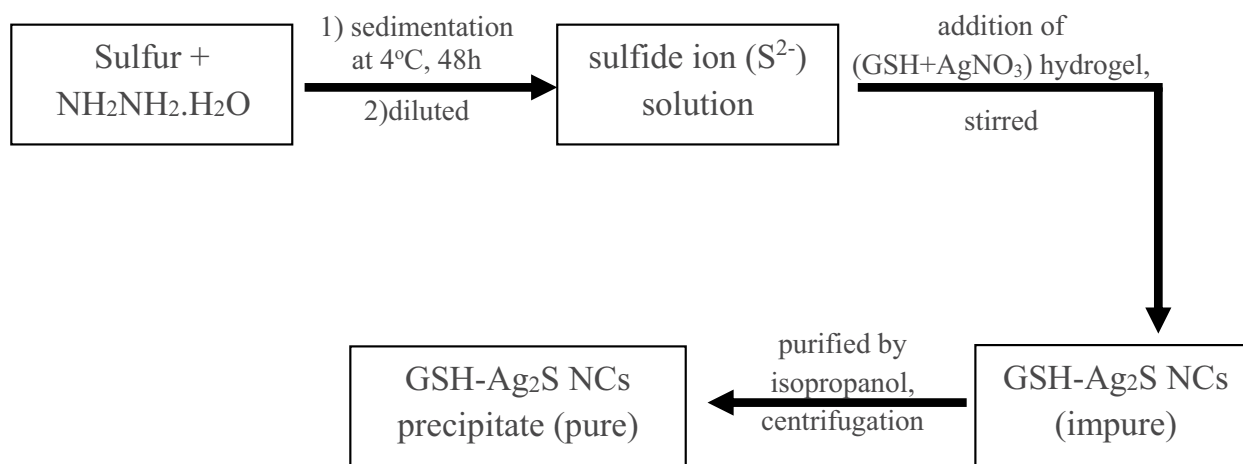 Sulfur +
NH₂NH₂.H₂O
1) sedimentation
at 4ᵒC, 48h
2)diluted
sulfide ion (S²⁻)
solution
addition of
(GSH+AgNO₃) hydrogel,
stirred
GSH-Ag₂S NCs
(impure)
purified by
isopropanol,
centrifugation
GSH-Ag₂S NCs
precipitate (pure)